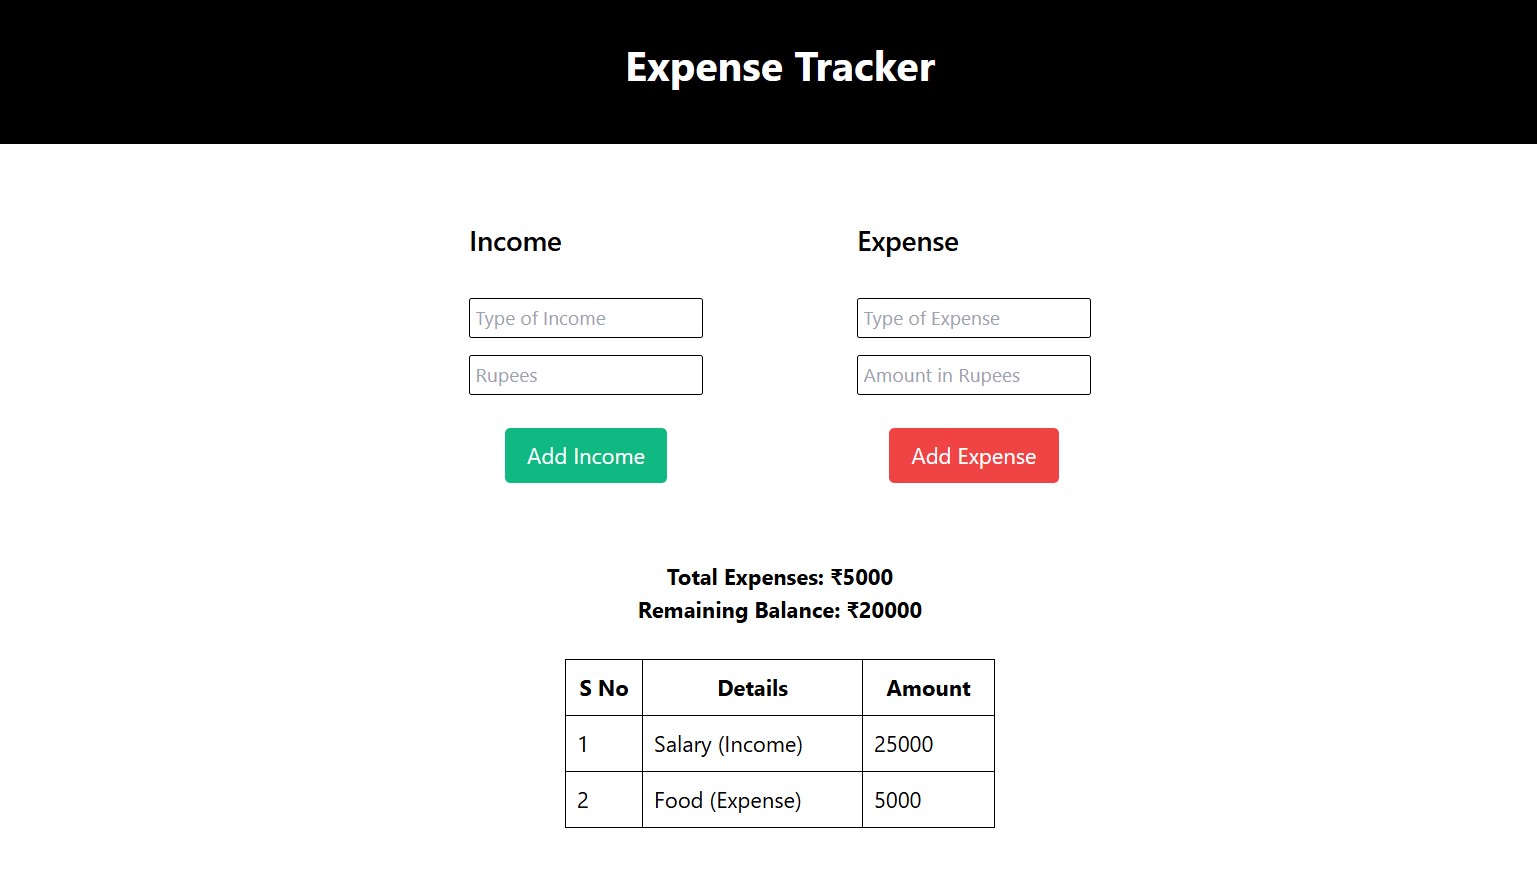 Expense Tracker
Income
Type of Income
Rupees
Add Income
Expense
Type of Expense
Amount in Rupees
Add Expense
Total Expenses: ₹5000
Remaining Balance: ₹20000
S No Details Amount
1 Salary (Income) 25000
2 Food (Expense) 5000